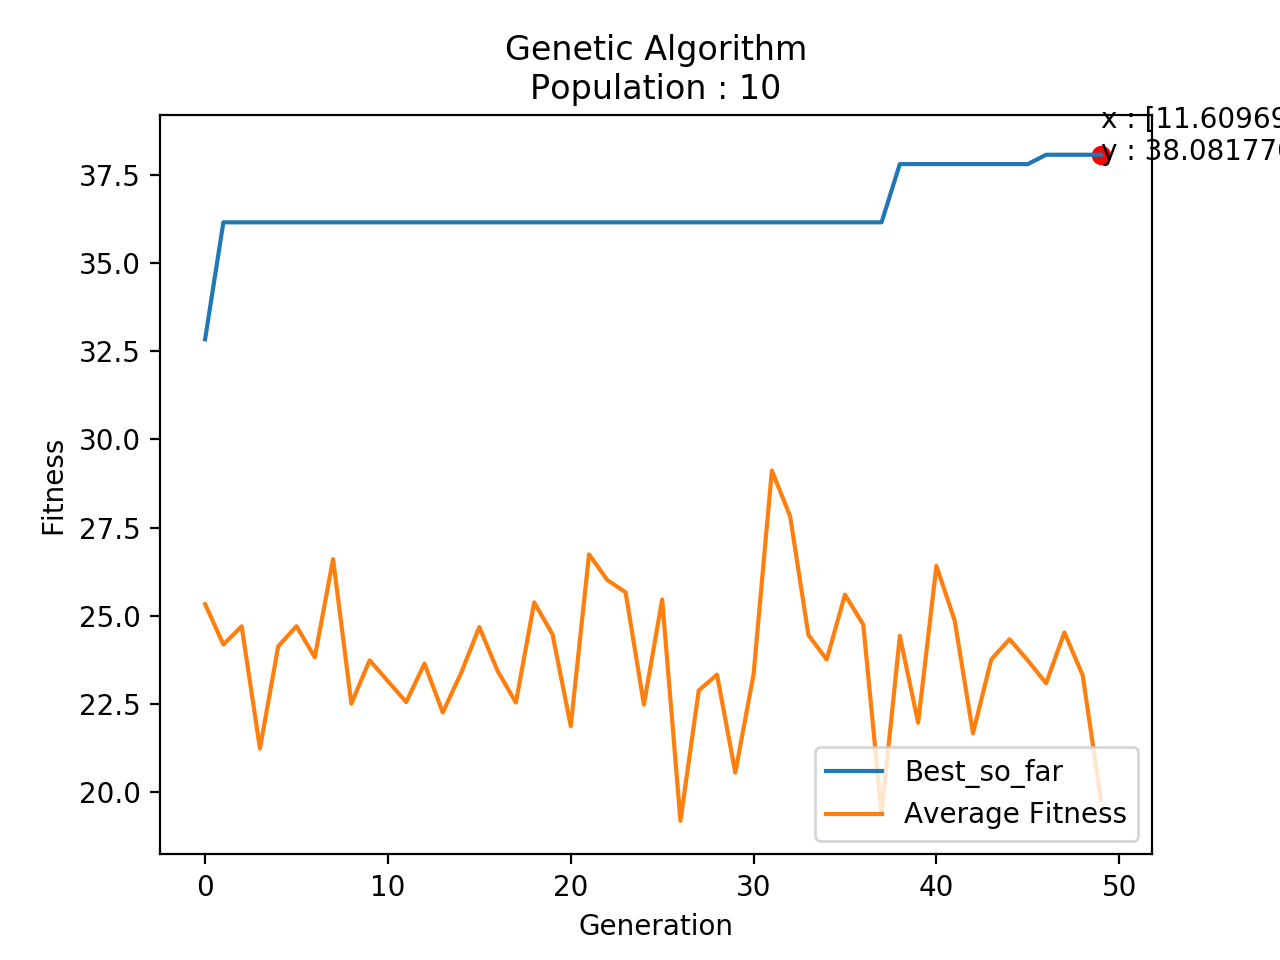 Genetic Algorithm
Population : 10
x : [11.60969
y : 38.08177
37.5
35.0
32.5
30.0
27.5
25.0
22.5
20.0
Fitness
Best_so_far
Average Fitness
0 10 20 30 40 50
Generation